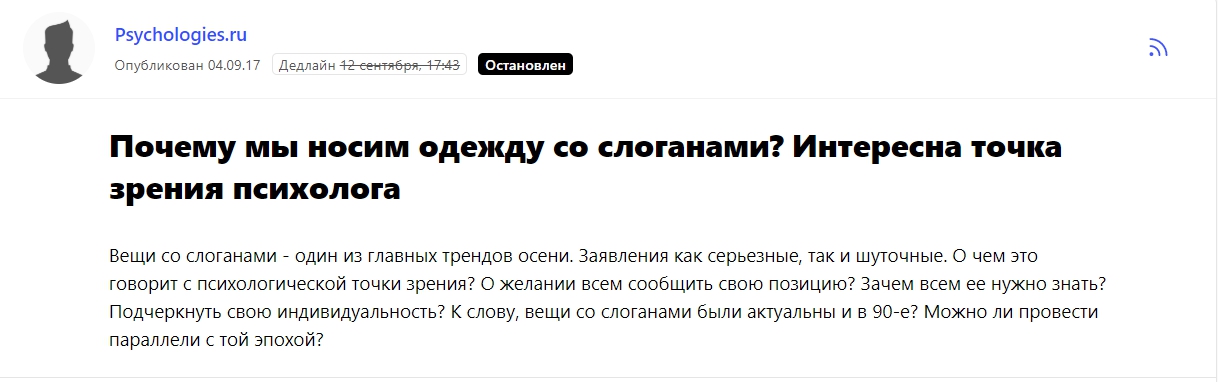 Psychologies.ru
Опубликован 04.09.17 Дедлайн 12 сентября, 17:43 Остановлен
Почему мы носим одежду со слоганами? Интересна точка
зрения психолога
Вещи со слоганами - один из главных трендов осени. Заявления как серьезные, так и шуточные. О чем это
говорит с психологической точки зрения? О желании всем сообщить свою позицию? Зачем всем ее нужно знать?
Подчеркнуть свою индивидуальность? К слову, вещи со слоганами были актуальны и в 90-е? Можно ли провести
параллели с той эпохой?